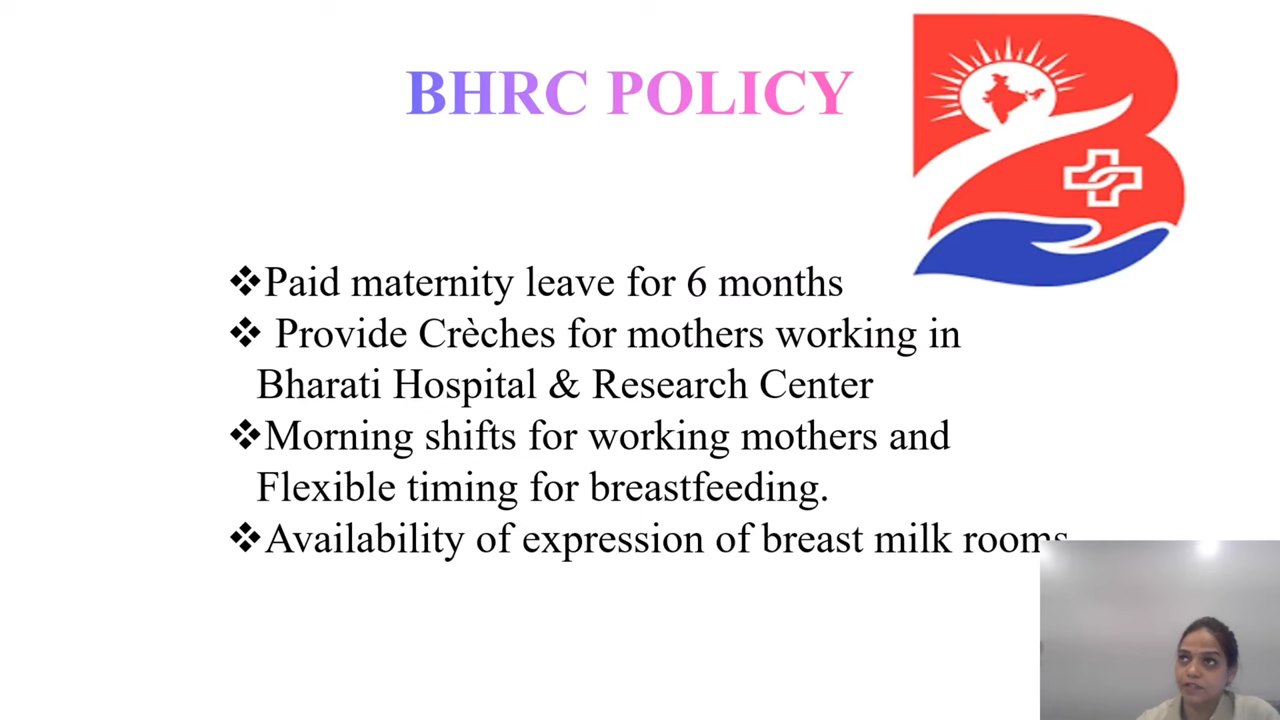 BHRC POLICY
❖Paid maternity leave for 6 months
❖ Provide Crèches for mothers working in
Bharati Hospital & Research Center
❖Morning shifts for working mothers and
Flexible timing for breastfeeding.
❖Availability of expression of breast milk rooms